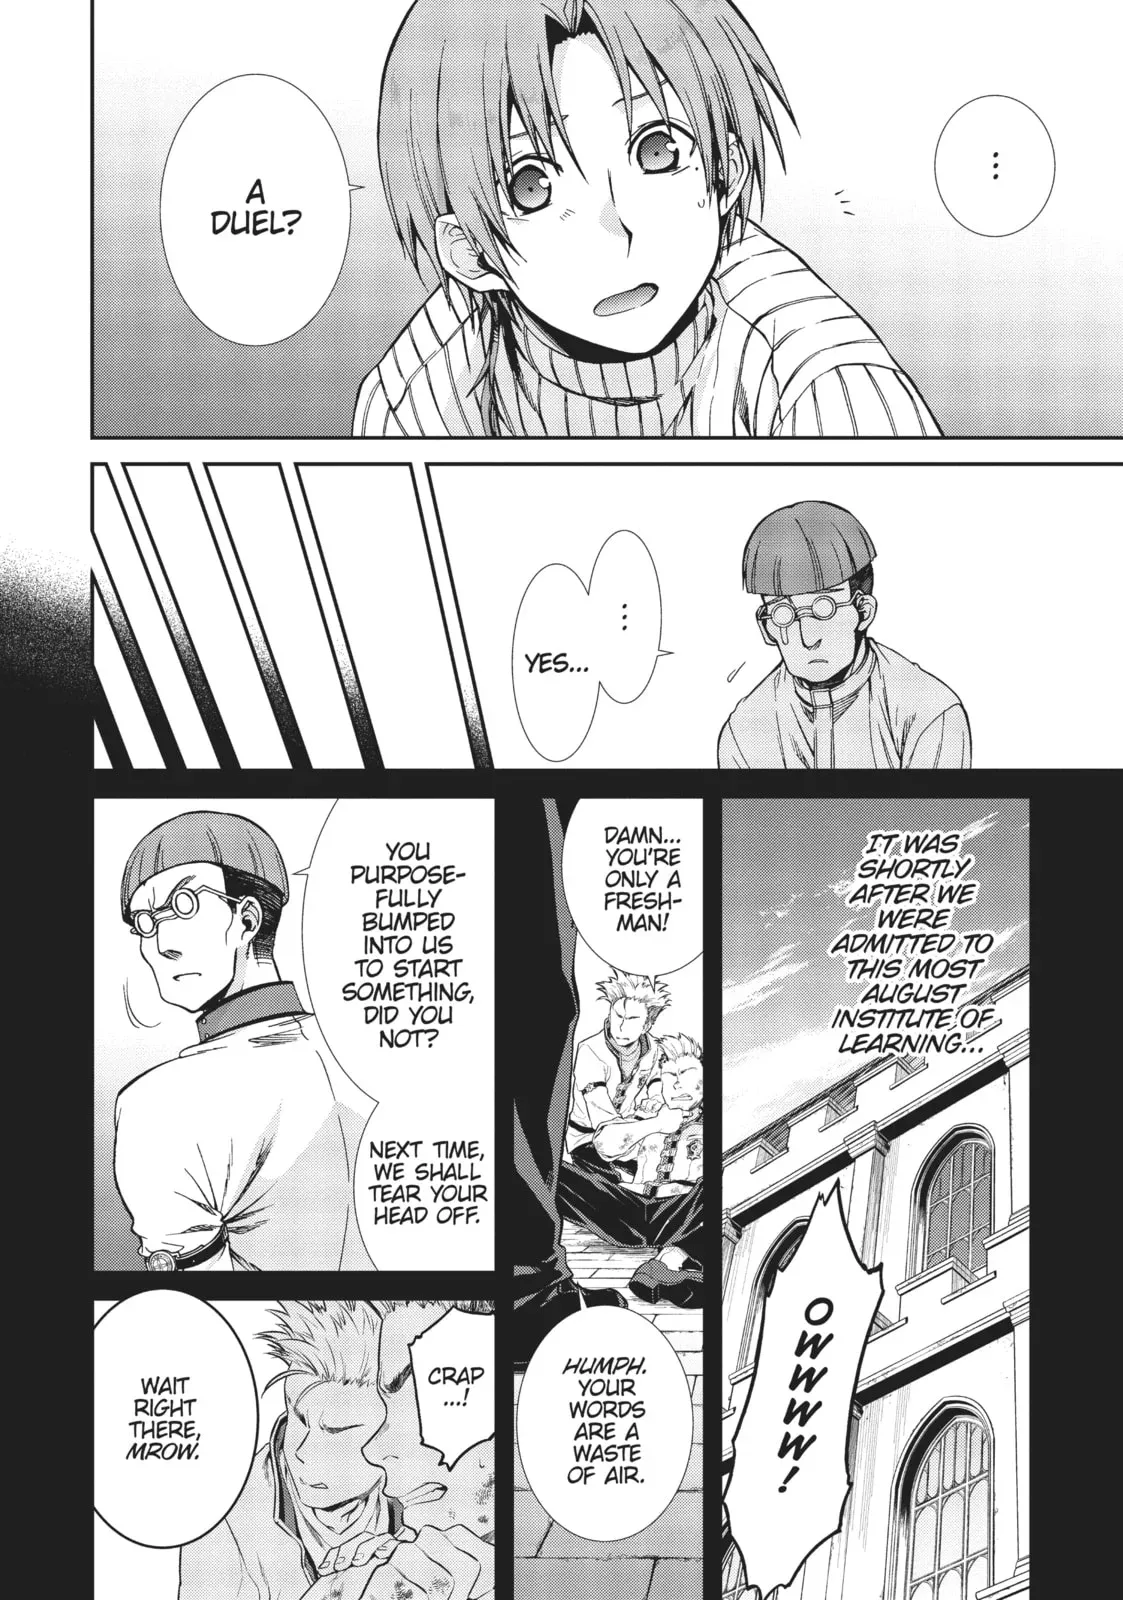 ...
A
DUEL?
...
YES...
IT WAS
SHORTLY
AFTER WE
WERE
ADMITTED TO
THIS MOST
AUGUST
INSTITUTE OF
LEARNING...
OWWWW!
DAMN...
YOU'RE
ONLY A
FRESH-
MAN!
HUMPH.
YOUR
WORDS
ARE A
WASTE
OF AIR.
YOU
PURPOSE-
FULLY
BUMPED
INTO US
TO START
SOMETHING,
DID YOU
NOT?
NEXT TIME,
WE SHALL
TEAR YOUR
HEAD OFF.
CRAP
...!
WAIT
RIGHT
THERE,
MROW.